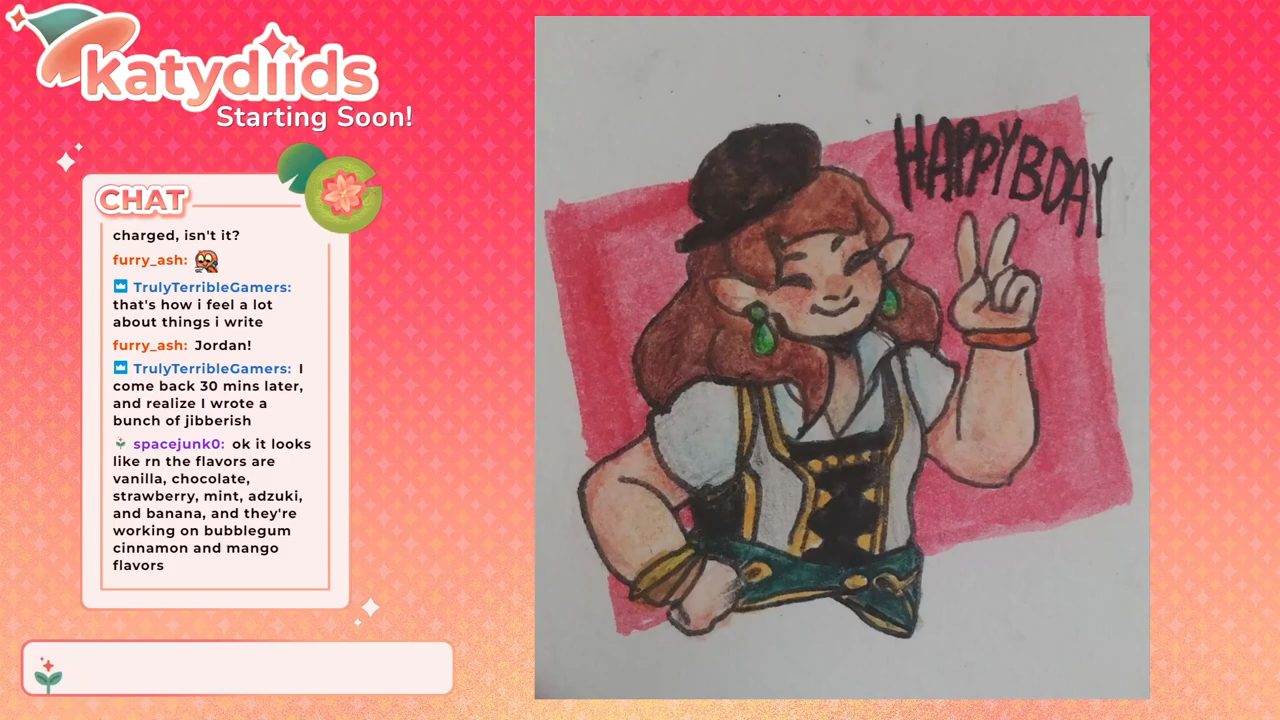 katydiids
Starting Soon!
CHAT
charged, isn't it?
furry_ash:
TrulyTerribleGamers:
that's how i feel a lot
about things i write
furry_ash: Jordan!
TrulyTerribleGamers: I
come back 30 mins later,
and realize I wrote a
bunch of jibberish
spacejunk0: ok it looks
like rn the flavors are
vanilla, chocolate,
strawberry, mint, adzuki,
and banana, and they're
working on bubblegum
cinnamon and mango
flavors
HAPPY BDAY